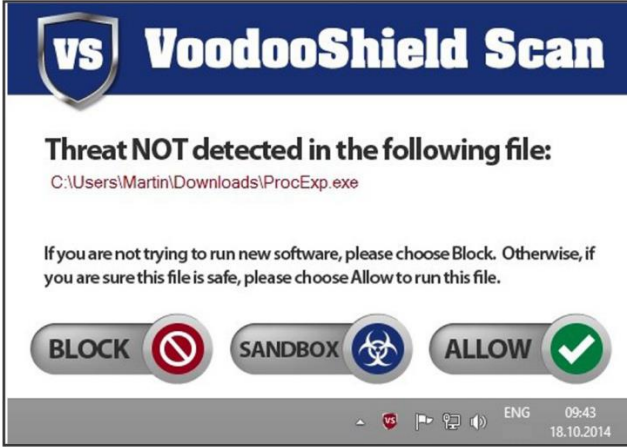 VS VoodooShield Scan
Threat NOT detected in the following file:
C:\Users\Martin\Downloads\ProcExp.exe
If you are not trying to run new software, please choose Block. Otherwise, if
you are sure this file is safe, please choose Allow to run this file.
BLOCK SANDBOX ALLOW
VS ENG 09:43
18.10.2014